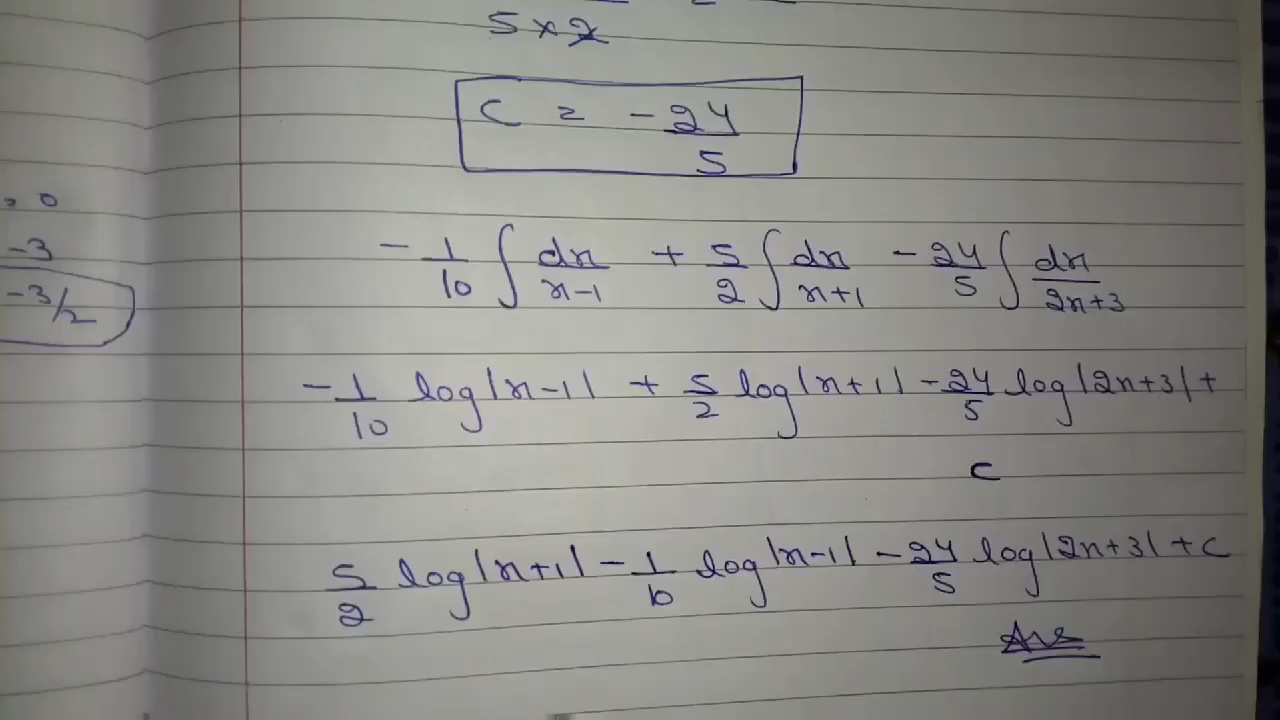 5 × 2
C = -24/5
= 0
-3
-3/2
-1/10 ∫ dx/x-1 + 5/2 ∫ dx/x+1 - 24/5 ∫ dx/2x+3
-1/10 log|x-1| + 5/2 log|x+1| - 24/5 log|2x+3| +
C
5/2 log|x+1| - 1/10 log|x-1| - 24/5 log|2x+3| + C
Ans